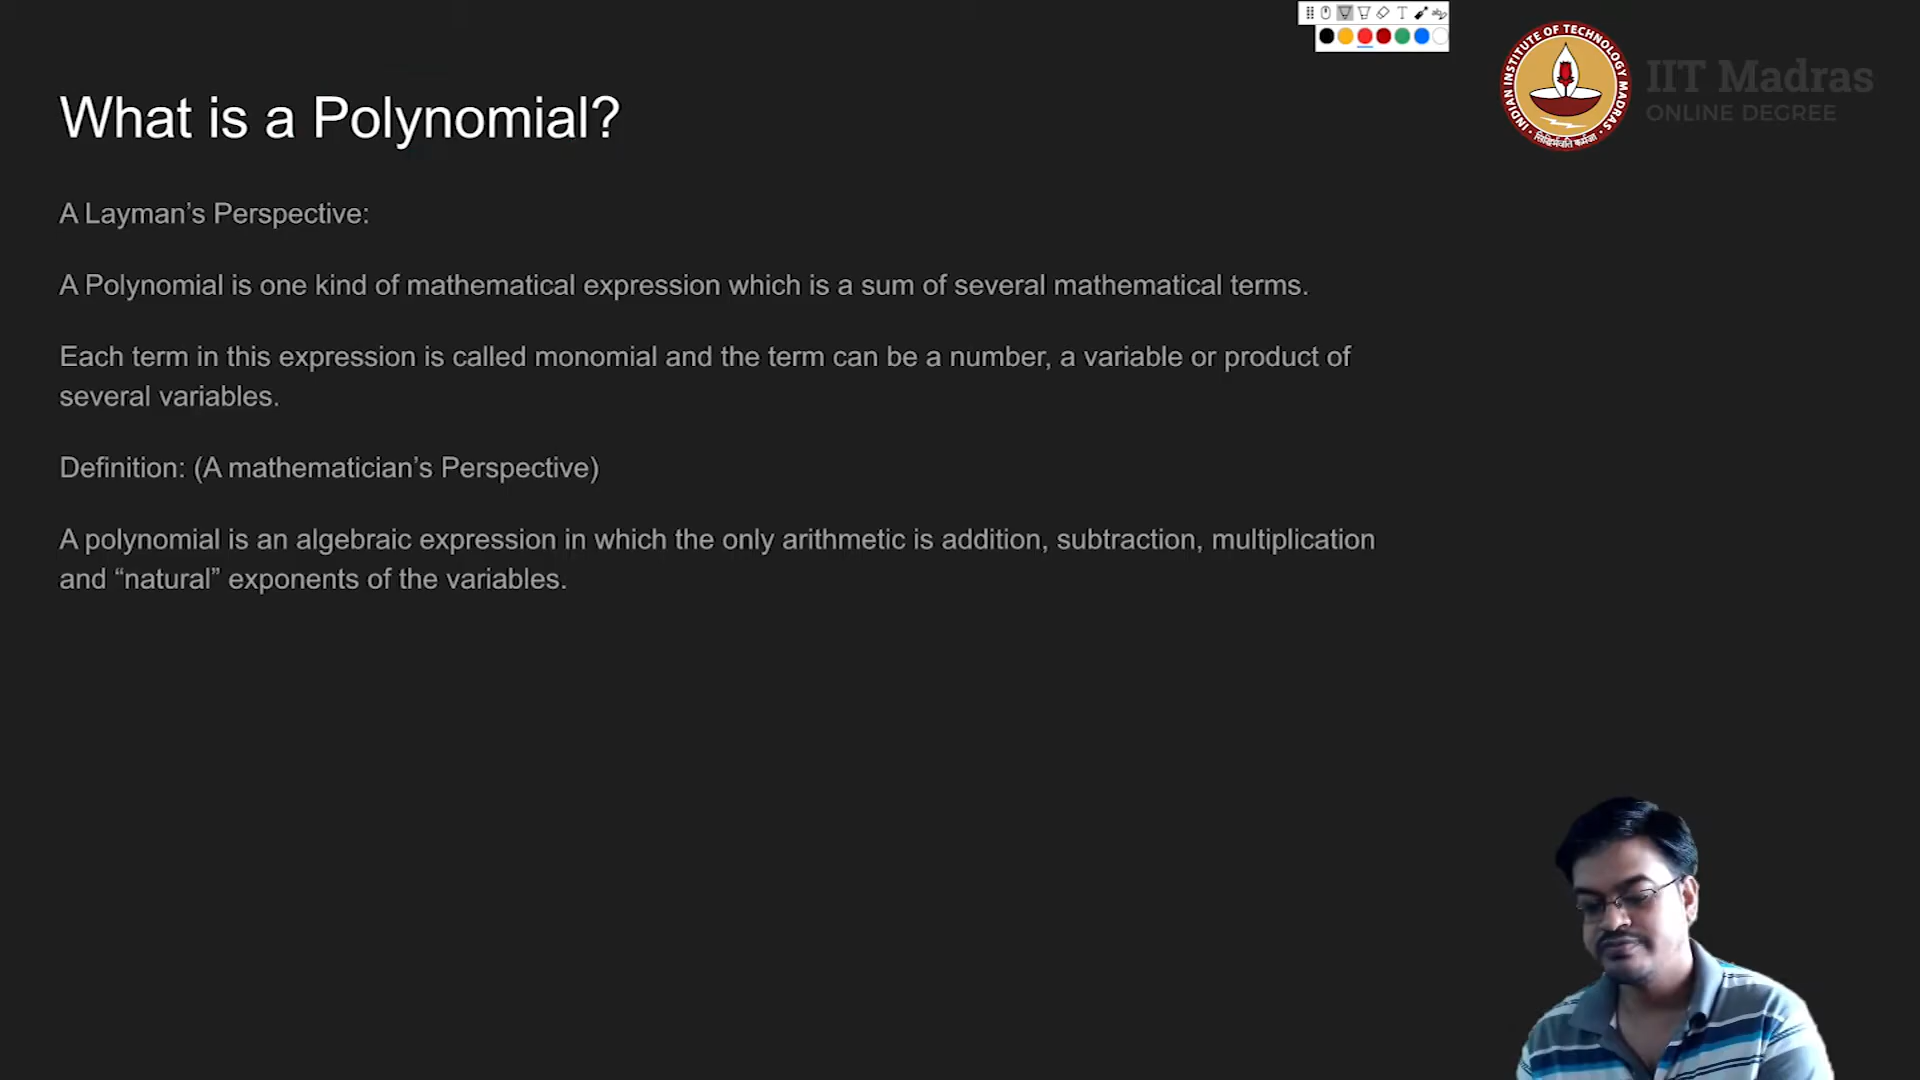 IIT Madras
ONLINE DEGREE
INDIAN INSTITUTE OF TECHNOLOGY MADRAS
What is a Polynomial?
A Layman’s Perspective:
A Polynomial is one kind of mathematical expression which is a sum of several mathematical terms.
Each term in this expression is called monomial and the term can be a number, a variable or product of
several variables.
Definition: (A mathematician’s Perspective)
A polynomial is an algebraic expression in which the only arithmetic is addition, subtraction, multiplication
and “natural” exponents of the variables.